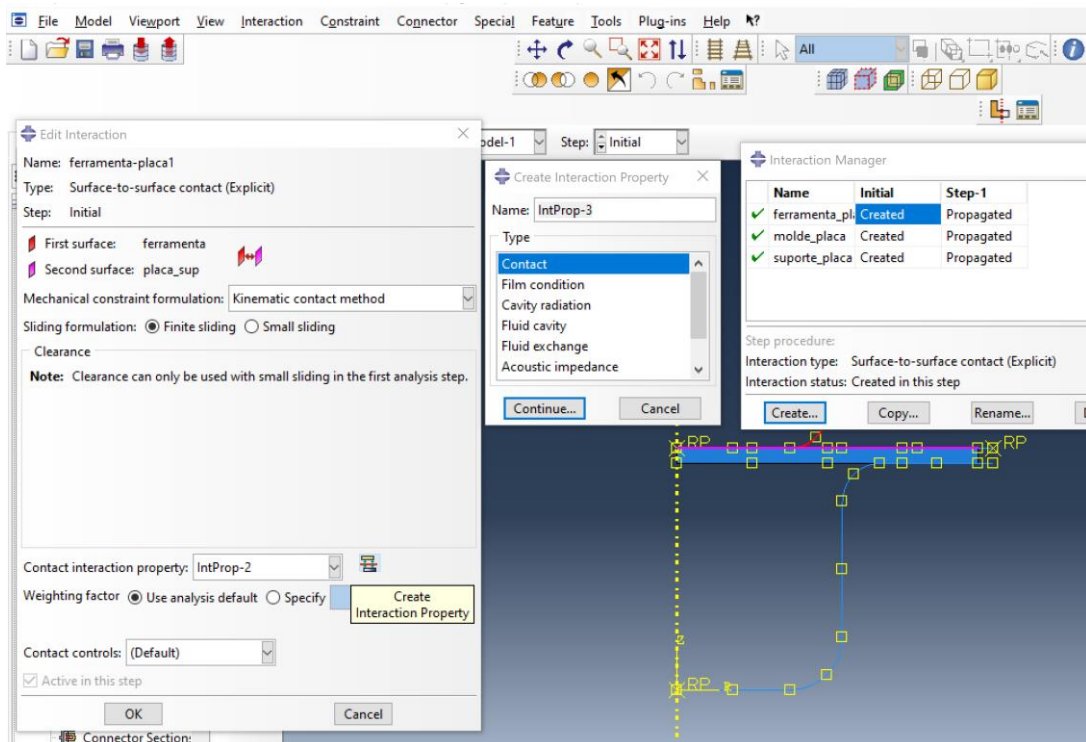 File Model Viewport View Interaction Constraint Connector Special Feature Tools Plug-ins Help
All
Edit Interaction
Name: ferramenta-placa1
Type: Surface-to-surface contact (Explicit)
Step: Initial
First surface: ferramenta
Second surface: placa_sup
Mechanical constraint formulation: Kinematic contact method
Sliding formulation: Finite sliding Small sliding
Clearance
Note: Clearance can only be used with small sliding in the first analysis step.
Contact interaction property: IntProp-2
Weighting factor Use analysis default Specify
Create
Interaction Property
Contact controls: (Default)
Active in this step
OK Cancel
Connector Section:
odel-1 Step: Initial
Create Interaction Property
Name: IntProp-3
Type
Contact
Film condition
Cavity radiation
Fluid cavity
Fluid exchange
Acoustic impedance
Continue... Cancel
Interaction Manager
Name Initial Step-1
ferramenta_pl Created Propagated
molde_placa Created Propagated
suporte_placa Created Propagated
Step procedure:
Interaction type: Surface-to-surface contact (Explicit)
Interaction status: Created in this step
Create... Copy... Rename...
RP RP
Z
RP R